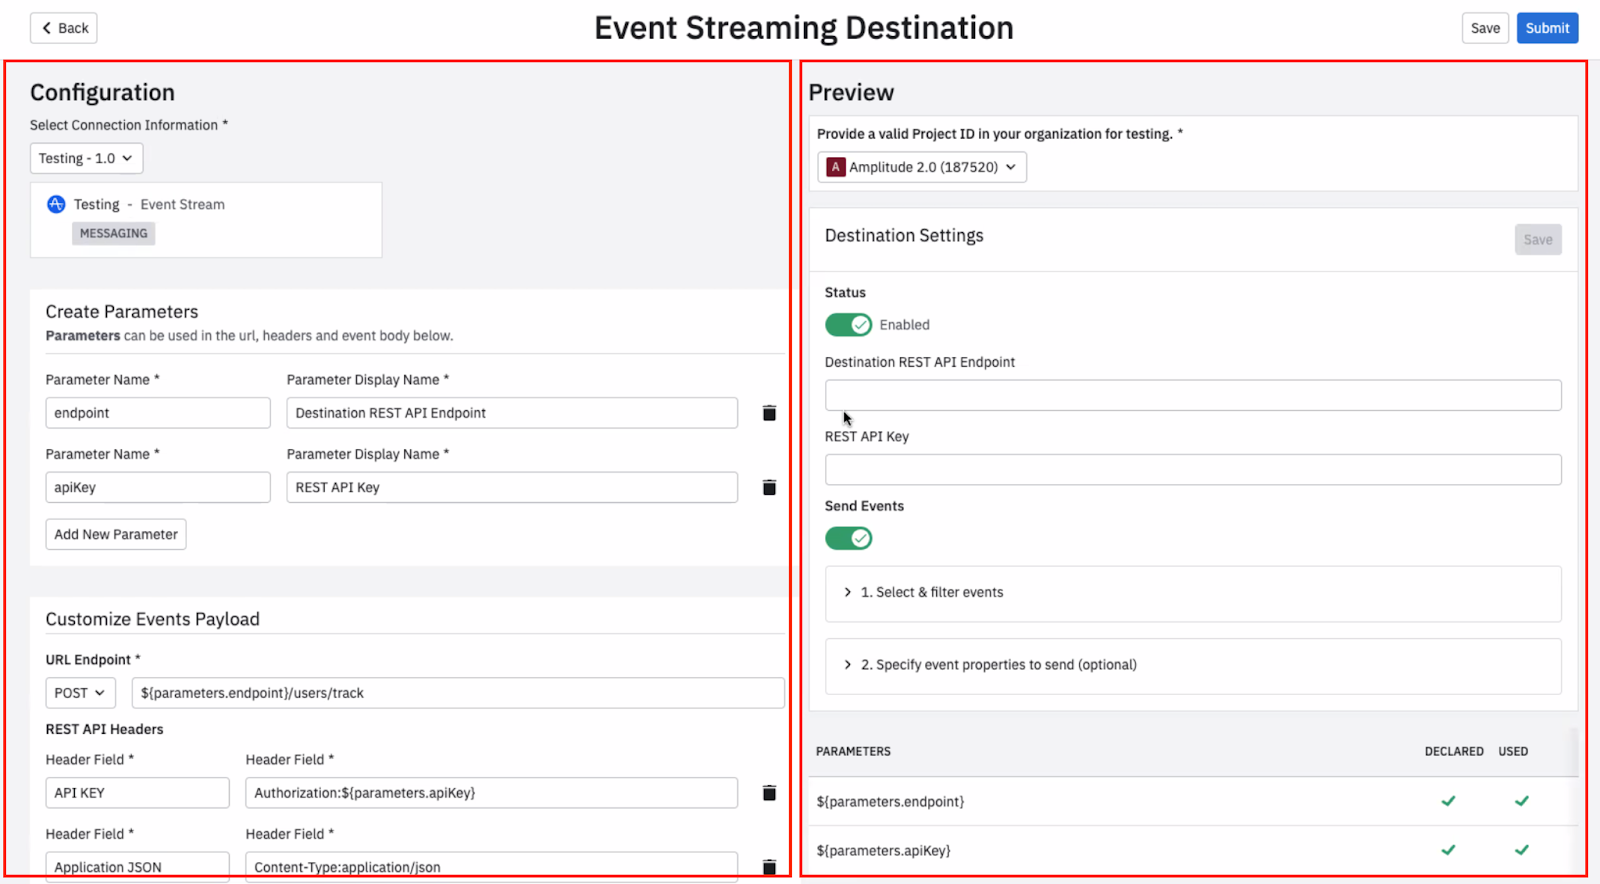 Back
Event Streaming Destination
Save
Submit
Configuration
Select Connection Information *
Testing - 1.0
Testing - Event Stream
MESSAGING
Create Parameters
Parameters can be used in the url, headers and event body below.
Parameter Name * Parameter Display Name *
endpoint Destination REST API Endpoint
Parameter Name * Parameter Display Name *
apiKey REST API Key
Add New Parameter
Customize Events Payload
URL Endpoint *
POST ${parameters.endpoint}/users/track
REST API Headers
Header Field * Header Field *
API KEY Authorization:${parameters.apiKey}
Header Field * Header Field *
Application JSON Content-Type:application/json
Preview
Provide a valid Project ID in your organization for testing. *
A Amplitude 2.0 (187520)
Destination Settings
Save
Status
Enabled
Destination REST API Endpoint
REST API Key
Send Events
1. Select & filter events
2. Specify event properties to send (optional)
PARAMETERS DECLARED USED
${parameters.endpoint}
${parameters.apiKey}